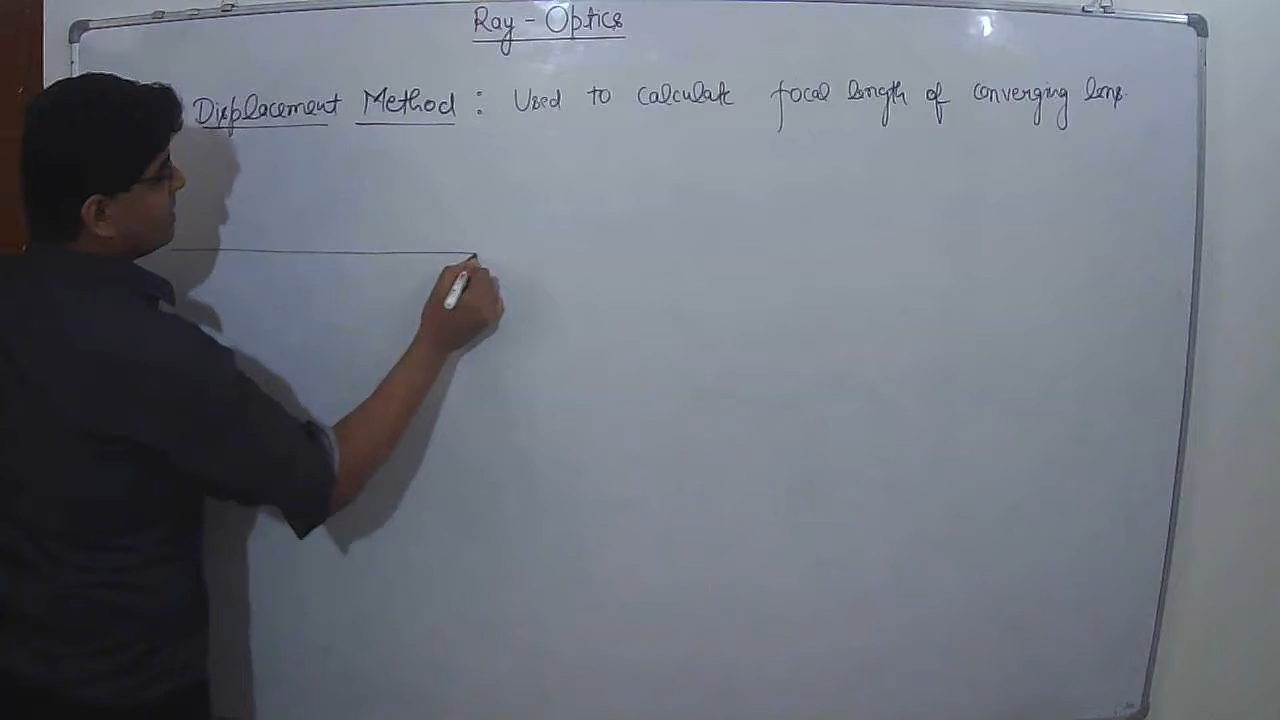 Ray - Optics
Displacement Method : Used to calculate focal length of converging lens.